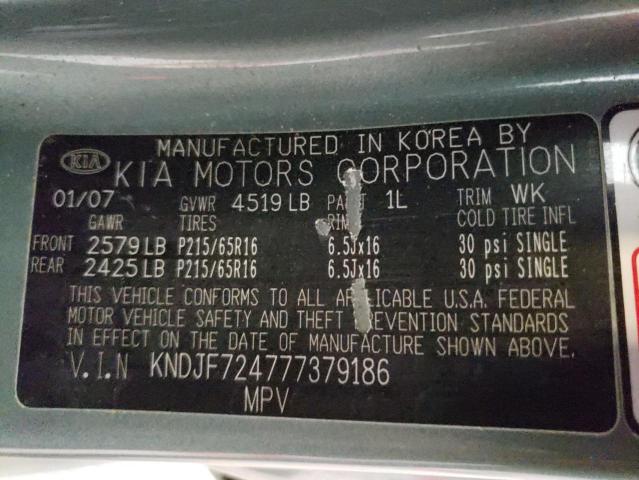 MANUFACTURED IN KOREA BY
KIA KIA MOTORS CORPORATION
01/07 GVWR 4519 LB 1L TRIM WK
GAWR TIRES RIM COLD TIRE INFL
FRONT 2579 LB P215/65R16 6.5Jx16 30 psi SINGLE
REAR 2425 LB P215/65R16 6.5Jx16 30 psi SINGLE
THIS VEHICLE CONFORMS TO ALL APPLICABLE U.S.A. FEDERAL
MOTOR VEHICLE SAFETY AND THEFT PREVENTION STANDARDS
IN EFFECT ON THE DATE OF MANUFACTURE SHOWN ABOVE.
V.I.N KNDJF724777379186
MPV